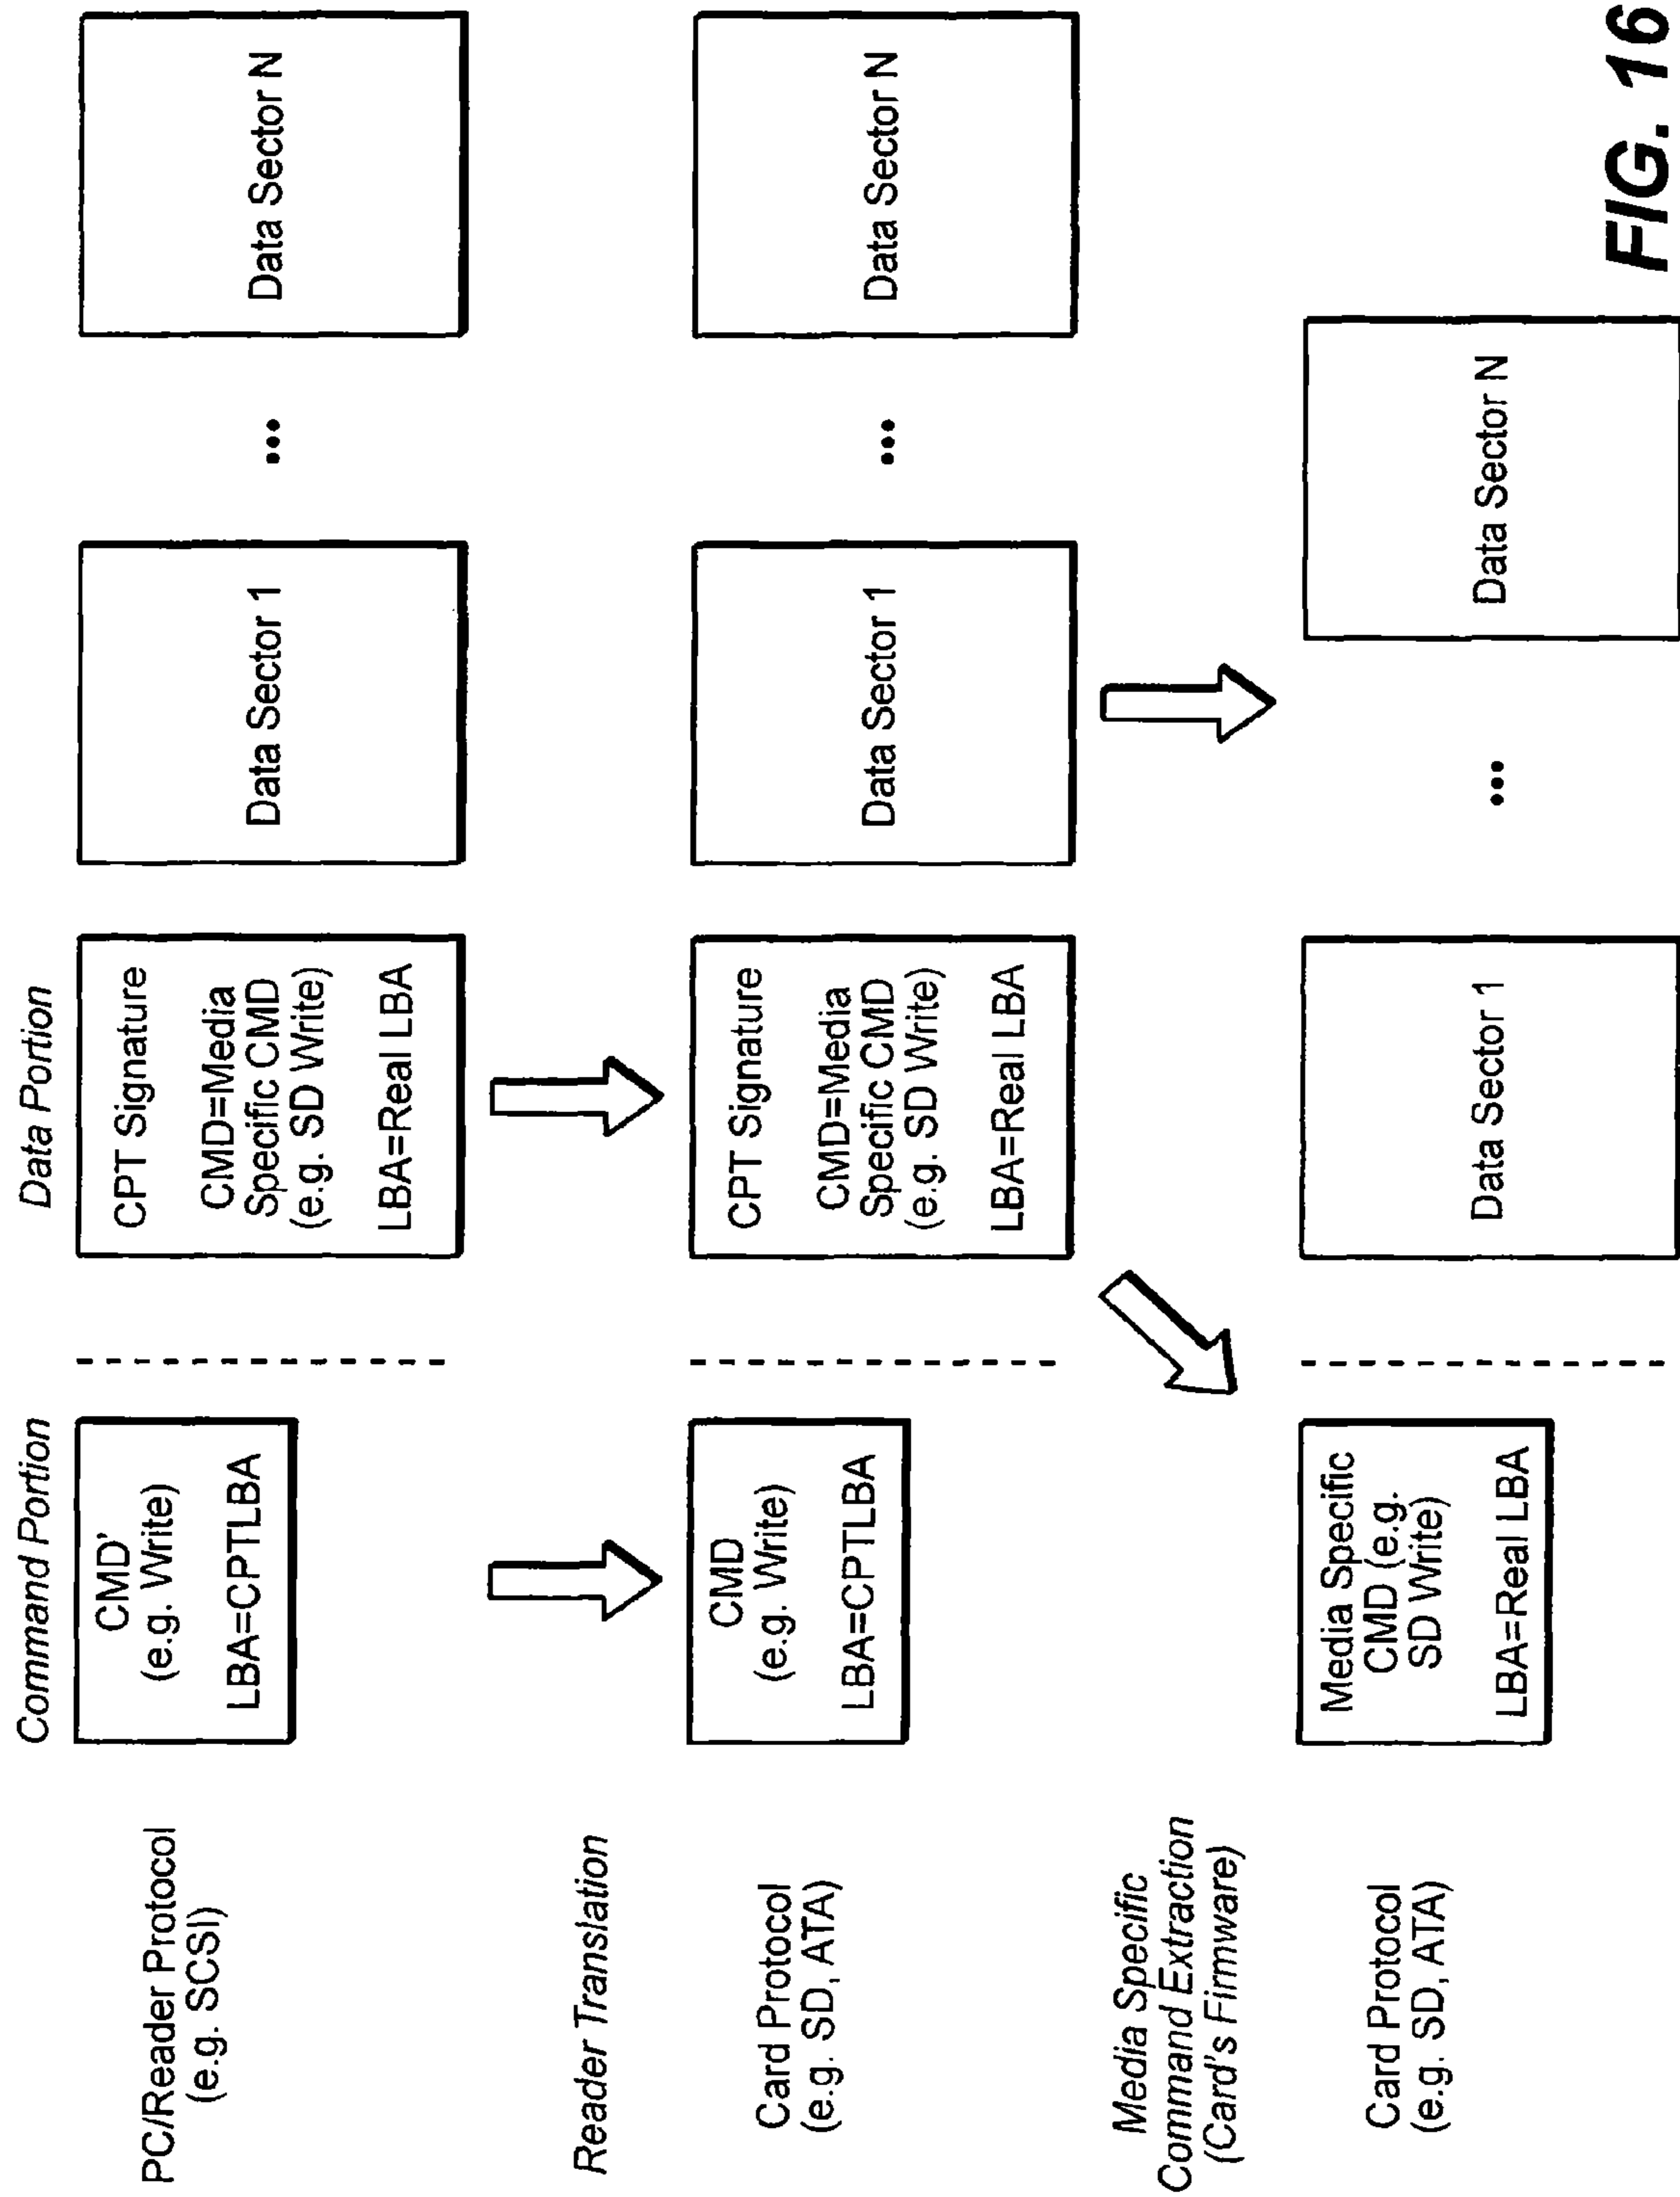 Command Portion
Data Portion
PC/Reader Protocol
(e.g. SCSI)
CMD'
(e.g. Write)
LBA=CPTLBA
CPT Signature
CMD=Media
Specific CMD
(e.g. SD Write)
LBA=Real LBA
Data Sector 1
...
Data Sector N
Reader Translation
Card Protocol
(e.g. SD, ATA)
CMD
(e.g. Write)
LBA=CPTLBA
CPT Signature
CMD=Media
Specific CMD
(e.g. SD Write)
LBA=Real LBA
Data Sector 1
...
Data Sector N
Media Specific
Command Extraction
(Card's Firmware)
Card Protocol
(e.g. SD, ATA)
Media Specific
CMD (e.g.
SD Write)
LBA=Real LBA
Data Sector 1
...
Data Sector N
FIG. 16